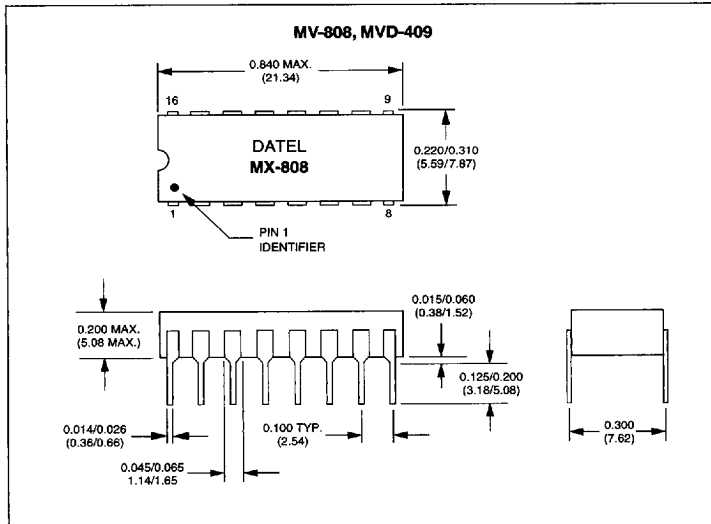 MV-808, MVD-409
0.840 MAX.
(21.34)
16
9
DATEL
MX-808
0.220/0.310
(5.59/7.87)
1
8
PIN 1
IDENTIFIER
0.015/0.060
(0.38/1.52)
0.200 MAX.
(5.08 MAX.)
0.125/0.200
(3.18/5.08)
0.014/0.026
(0.36/0.66)
0.100 TYP.
(2.54)
0.300
(7.62)
0.045/0.065
1.14/1.65